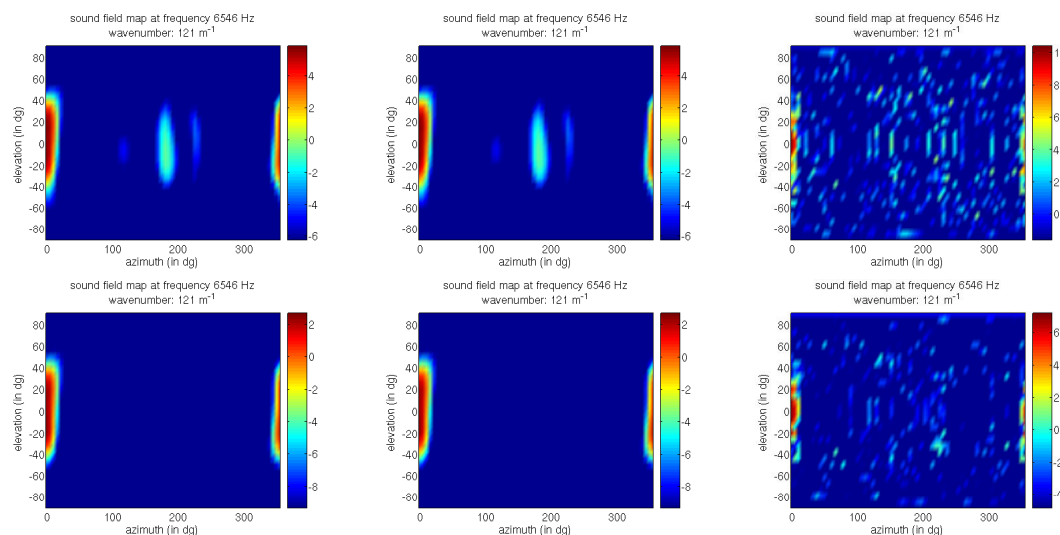 sound field map at frequency 6546 Hz
wavenumber: 121 m⁻¹
80
60
40
20
0
-20
-40
-60
-80
elevation (in dg)
0 100 200 300
azimuth (in dg)
4
2
0
-2
-4
-6
sound field map at frequency 6546 Hz
wavenumber: 121 m⁻¹
80
60
40
20
0
-20
-40
-60
-80
elevation (in dg)
0 100 200 300
azimuth (in dg)
4
2
0
-2
-4
-6
sound field map at frequency 6546 Hz
wavenumber: 121 m⁻¹
80
60
40
20
0
-20
-40
-60
-80
elevation (in dg)
0 100 200 300
azimuth (in dg)
8
6
4
2
0
sound field map at frequency 6546 Hz
wavenumber: 121 m⁻¹
80
60
40
20
0
-20
-40
-60
-80
elevation (in dg)
0 100 200 300
azimuth (in dg)
2
0
-2
-4
-6
-8
sound field map at frequency 6546 Hz
wavenumber: 121 m⁻¹
80
60
40
20
0
-20
-40
-60
-80
elevation (in dg)
0 100 200 300
azimuth (in dg)
2
0
-2
-4
-6
-8
sound field map at frequency 6546 Hz
wavenumber: 121 m⁻¹
80
60
40
20
0
-20
-40
-60
-80
elevation (in dg)
0 100 200 300
azimuth (in dg)
6
4
2
0
-2